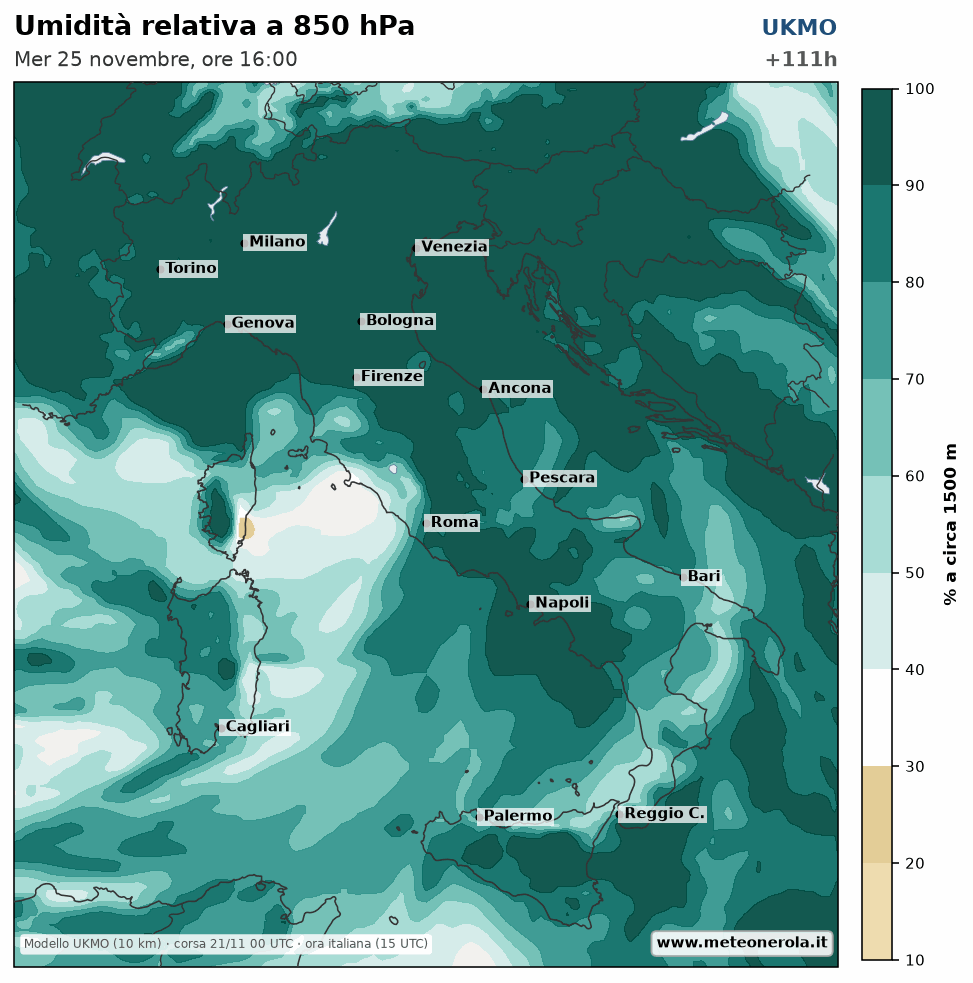 Umidità relativa a 850 hPa
UKMO
Mer 25 novembre, ore 16:00
+111h
Milano
Venezia
Torino
Genova
Bologna
Firenze
Ancona
Pescara
Roma
Bari
Napoli
Cagliari
Palermo
Reggio C.
100
90
80
70
60
50
40
30
20
10
% a circa 1500 m
Modello UKMO (10 km) · corsa 21/11 00 UTC · ora italiana (15 UTC)
www.meteonerola.it